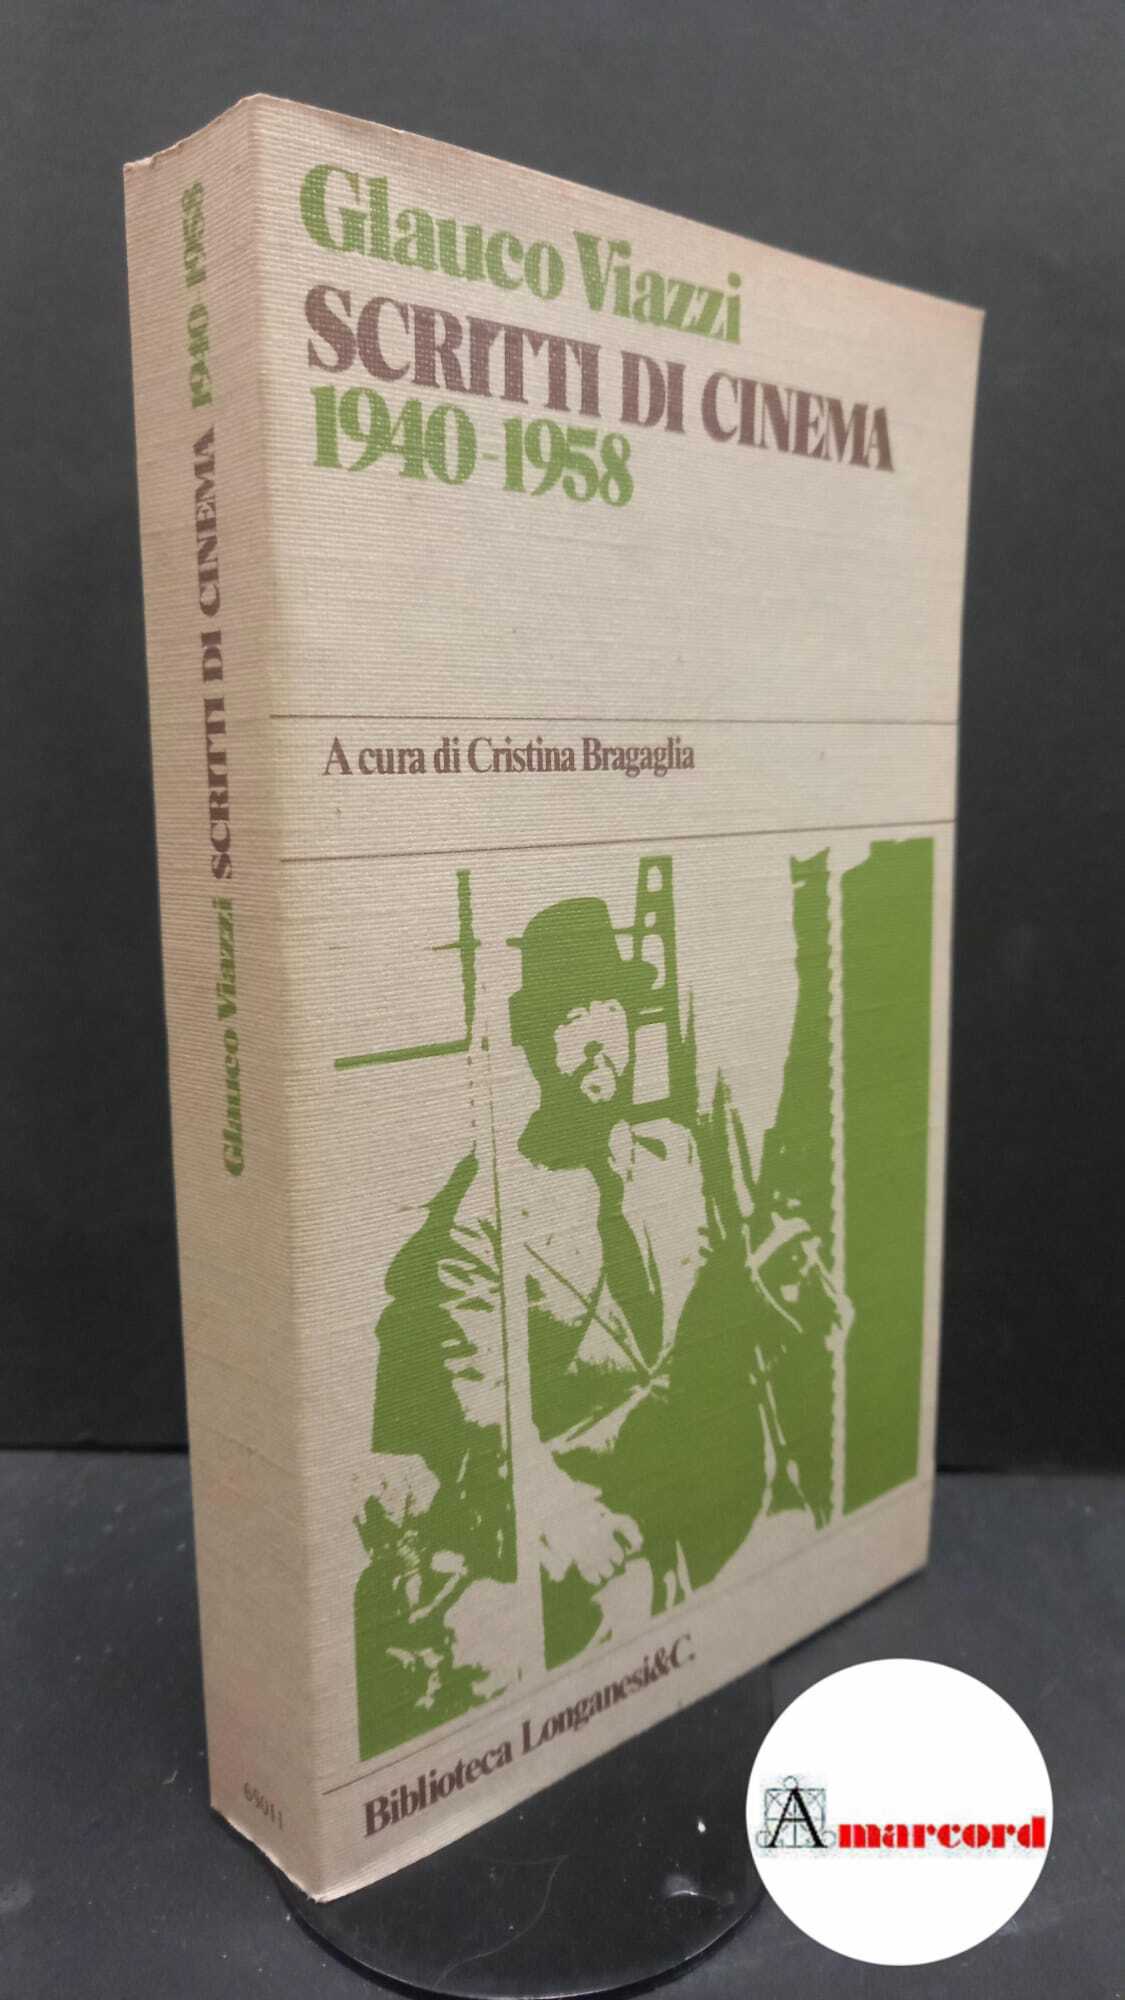 Glauco Viazzi
SCRITTI DI CINEMA
1940-1958
A cura di Cristina Bragaglia
Biblioteca Longanesi&C.
Glauco Viazzi SCRITTI DI CINEMA 1940-1958
65011
Amarcord